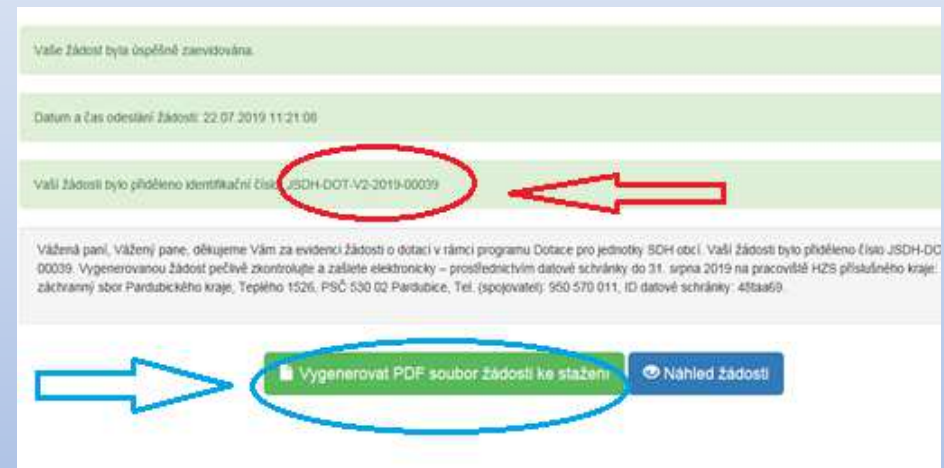 Vaše žádost byla úspěšně zaevidována.
Datum a čas odeslání žádosti: 22.07.2019 11:21:06
Vaší žádosti bylo přiděleno identifikační číslo JSDH-DOT-V2-2019-00039
Vážená paní, Vážený pane, děkujeme Vám za evidenci žádosti o dotaci v rámci programu Dotace pro jednotky SDH obcí. Vaší žádosti bylo přiděleno číslo JSDH-DO
00039. Vygenerovanou žádost pečlivě zkontrolujte a zašlete elektronicky – prostřednictvím datové schránky do 31. srpna 2019 na pracoviště HZS příslušného kraje:
záchranný sbor Pardubického kraje, Teplého 1526, PSČ 530 02 Pardubice, Tel. (spojovatel): 950 570 011, ID datové schránky: 48taa69.
Vygenerovat PDF soubor žádosti ke stažení
Náhled žádosti